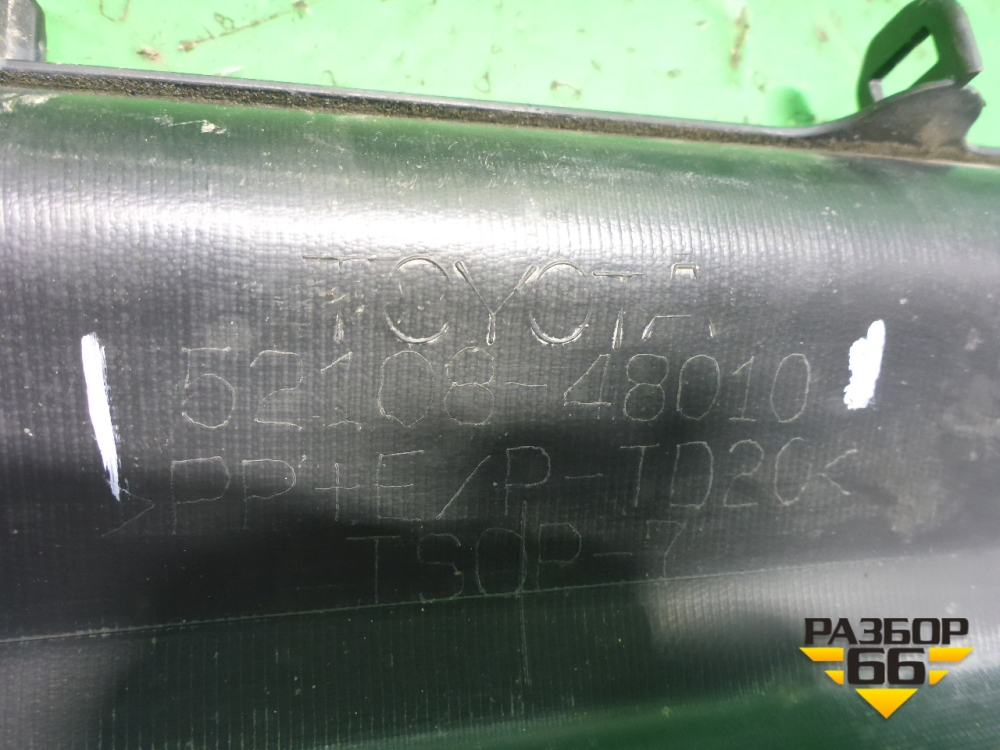 TOYOTA
52108-48010
>PP+E/P-TD20<
TSOP-7
РАЗБОР
66